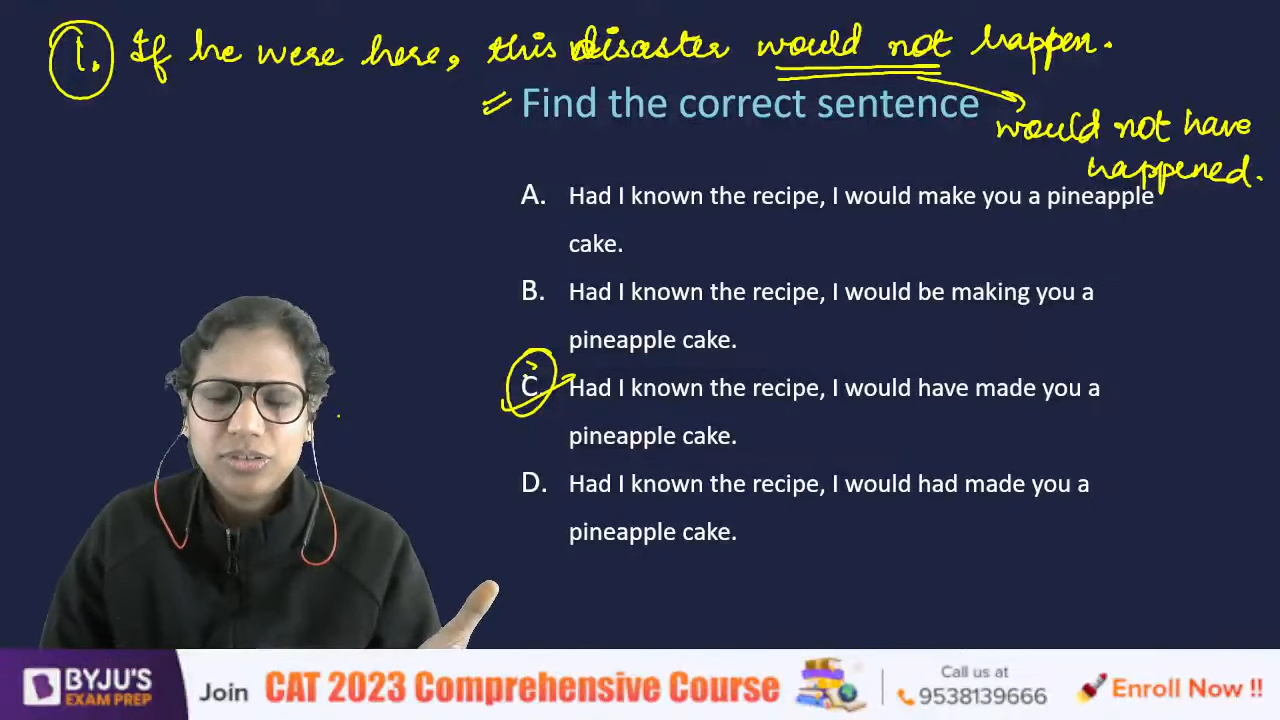 1. If he were here, this disaster would not happen.
Find the correct sentence
would not have
happened.
A. Had I known the recipe, I would make you a pineapple
cake.
B. Had I known the recipe, I would be making you a
pineapple cake.
C. Had I known the recipe, I would have made you a
pineapple cake.
D. Had I known the recipe, I would had made you a
pineapple cake.
BYJU'S
EXAM PREP
Join CAT 2023 Comprehensive Course
Call us at
9538139666
Enroll Now !!